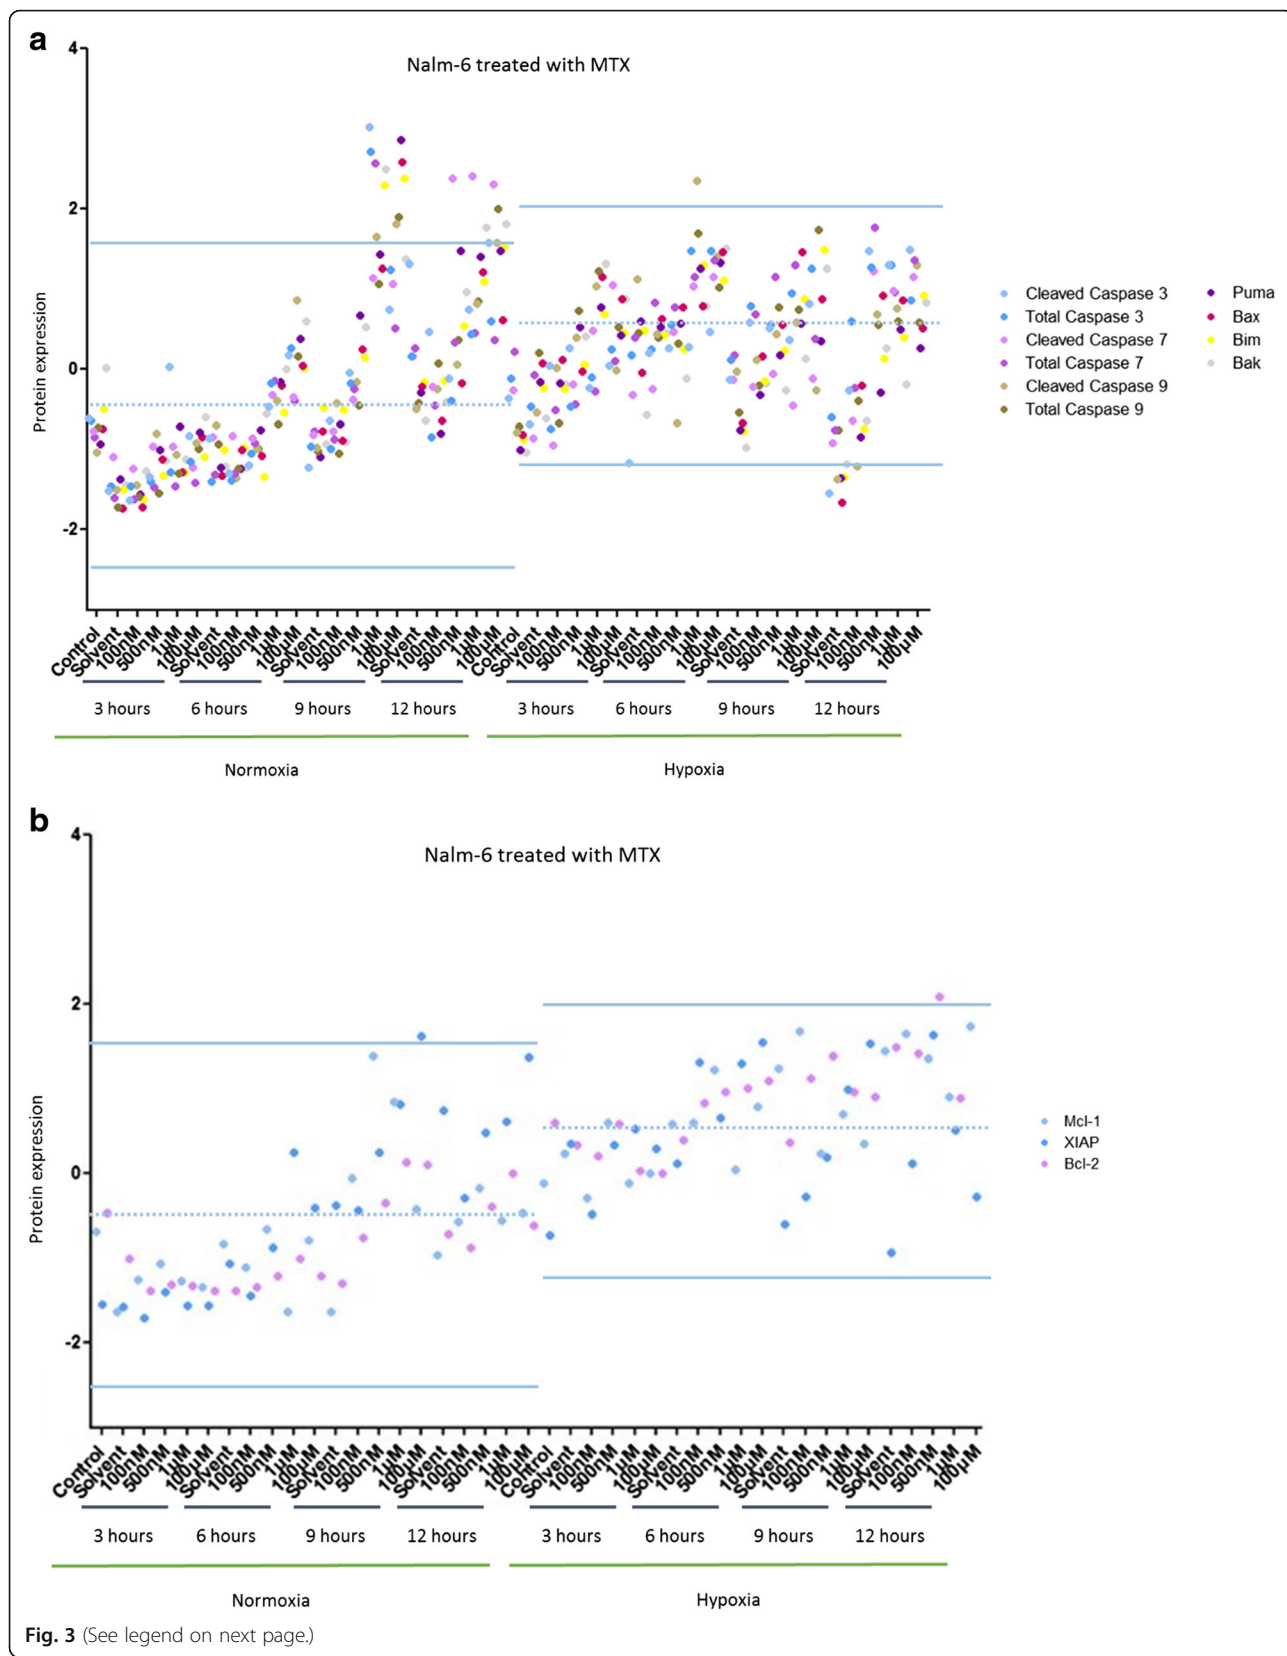 a
Nalm-6 treated with MTX
4
2
0
-2
Protein expression
Cleaved Caspase 3
Total Caspase 3
Cleaved Caspase 7
Total Caspase 7
Cleaved Caspase 9
Total Caspase 9
Puma
Bax
Bim
Bak
Control
Solvent
100nM
500nM
1µM
100µM
Solvent
100nM
500nM
1µM
100µM
Solvent
100nM
500nM
1µM
100µM
Solvent
100nM
500nM
1µM
100µM
Control
Solvent
100nM
500nM
1µM
100µM
Solvent
100nM
500nM
1µM
100µM
Solvent
100nM
500nM
1µM
100µM
Solvent
100nM
500nM
1µM
100µM
3 hours 6 hours 9 hours 12 hours 3 hours 6 hours 9 hours 12 hours
Normoxia Hypoxia
b
Nalm-6 treated with MTX
4
2
0
-2
Protein expression
Mcl-1
XIAP
Bcl-2
Control
Solvent
100nM
500nM
1µM
100µM
Solvent
100nM
500nM
1µM
100µM
Solvent
100nM
500nM
1µM
100µM
Solvent
100nM
500nM
1µM
100µM
Control
Solvent
100nM
500nM
1µM
100µM
Solvent
100nM
500nM
1µM
100µM
Solvent
100nM
500nM
1µM
100µM
Solvent
100nM
500nM
1µM
100µM
3 hours 6 hours 9 hours 12 hours 3 hours 6 hours 9 hours 12 hours
Normoxia Hypoxia
Fig. 3 (See legend on next page.)